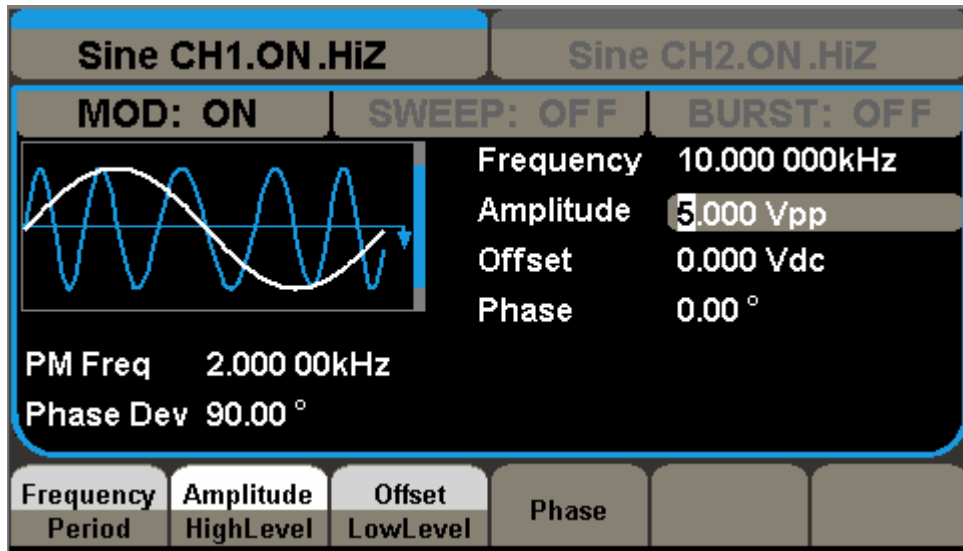 Sine CH1.ON.HiZ
Sine CH2.ON.HiZ
MOD: ON
SWEEP: OFF
BURST: OFF
Frequency 10.000 000kHz
Amplitude 5.000 Vpp
Offset 0.000 Vdc
Phase 0.00 °
PM Freq 2.000 00kHz
Phase Dev 90.00 °
Frequency
Period
Amplitude
HighLevel
Offset
LowLevel
Phase